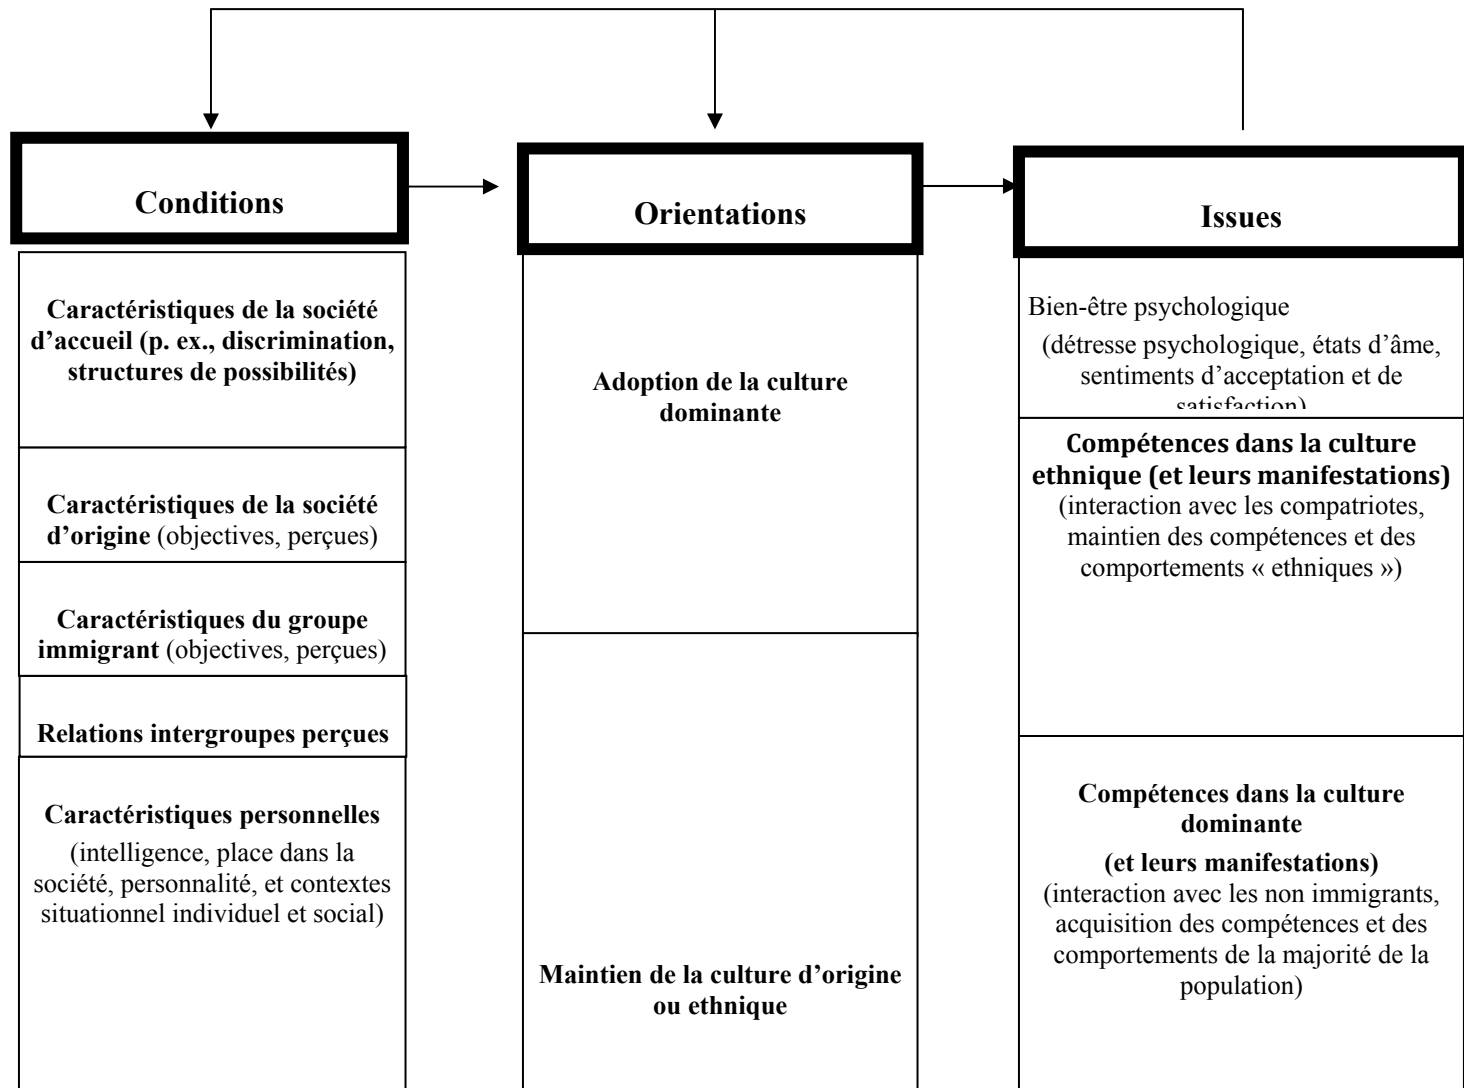 Conditions
Caractéristiques de la société
d’accueil (p. ex., discrimination,
structures de possibilités)
Caractéristiques de la société
d’origine (objectives, perçues)
Caractéristiques du groupe
immigrant (objectives, perçues)
Relations intergroupes perçues
Caractéristiques personnelles
(intelligence, place dans la
société, personnalité, et contextes
situationnel individuel et social)
Orientations
Adoption de la culture
dominante
Maintien de la culture d’origine
ou ethnique
Issues
Bien-être psychologique
(détresse psychologique, états d’âme,
sentiments d’acceptation et de
satisfaction)
Compétences dans la culture
ethnique (et leurs manifestations)
(interaction avec les compatriotes,
maintien des compétences et des
comportements « ethniques »)
Compétences dans la culture
dominante
(et leurs manifestations)
(interaction avec les non immigrants,
acquisition des compétences et des
comportements de la majorité de la
population)